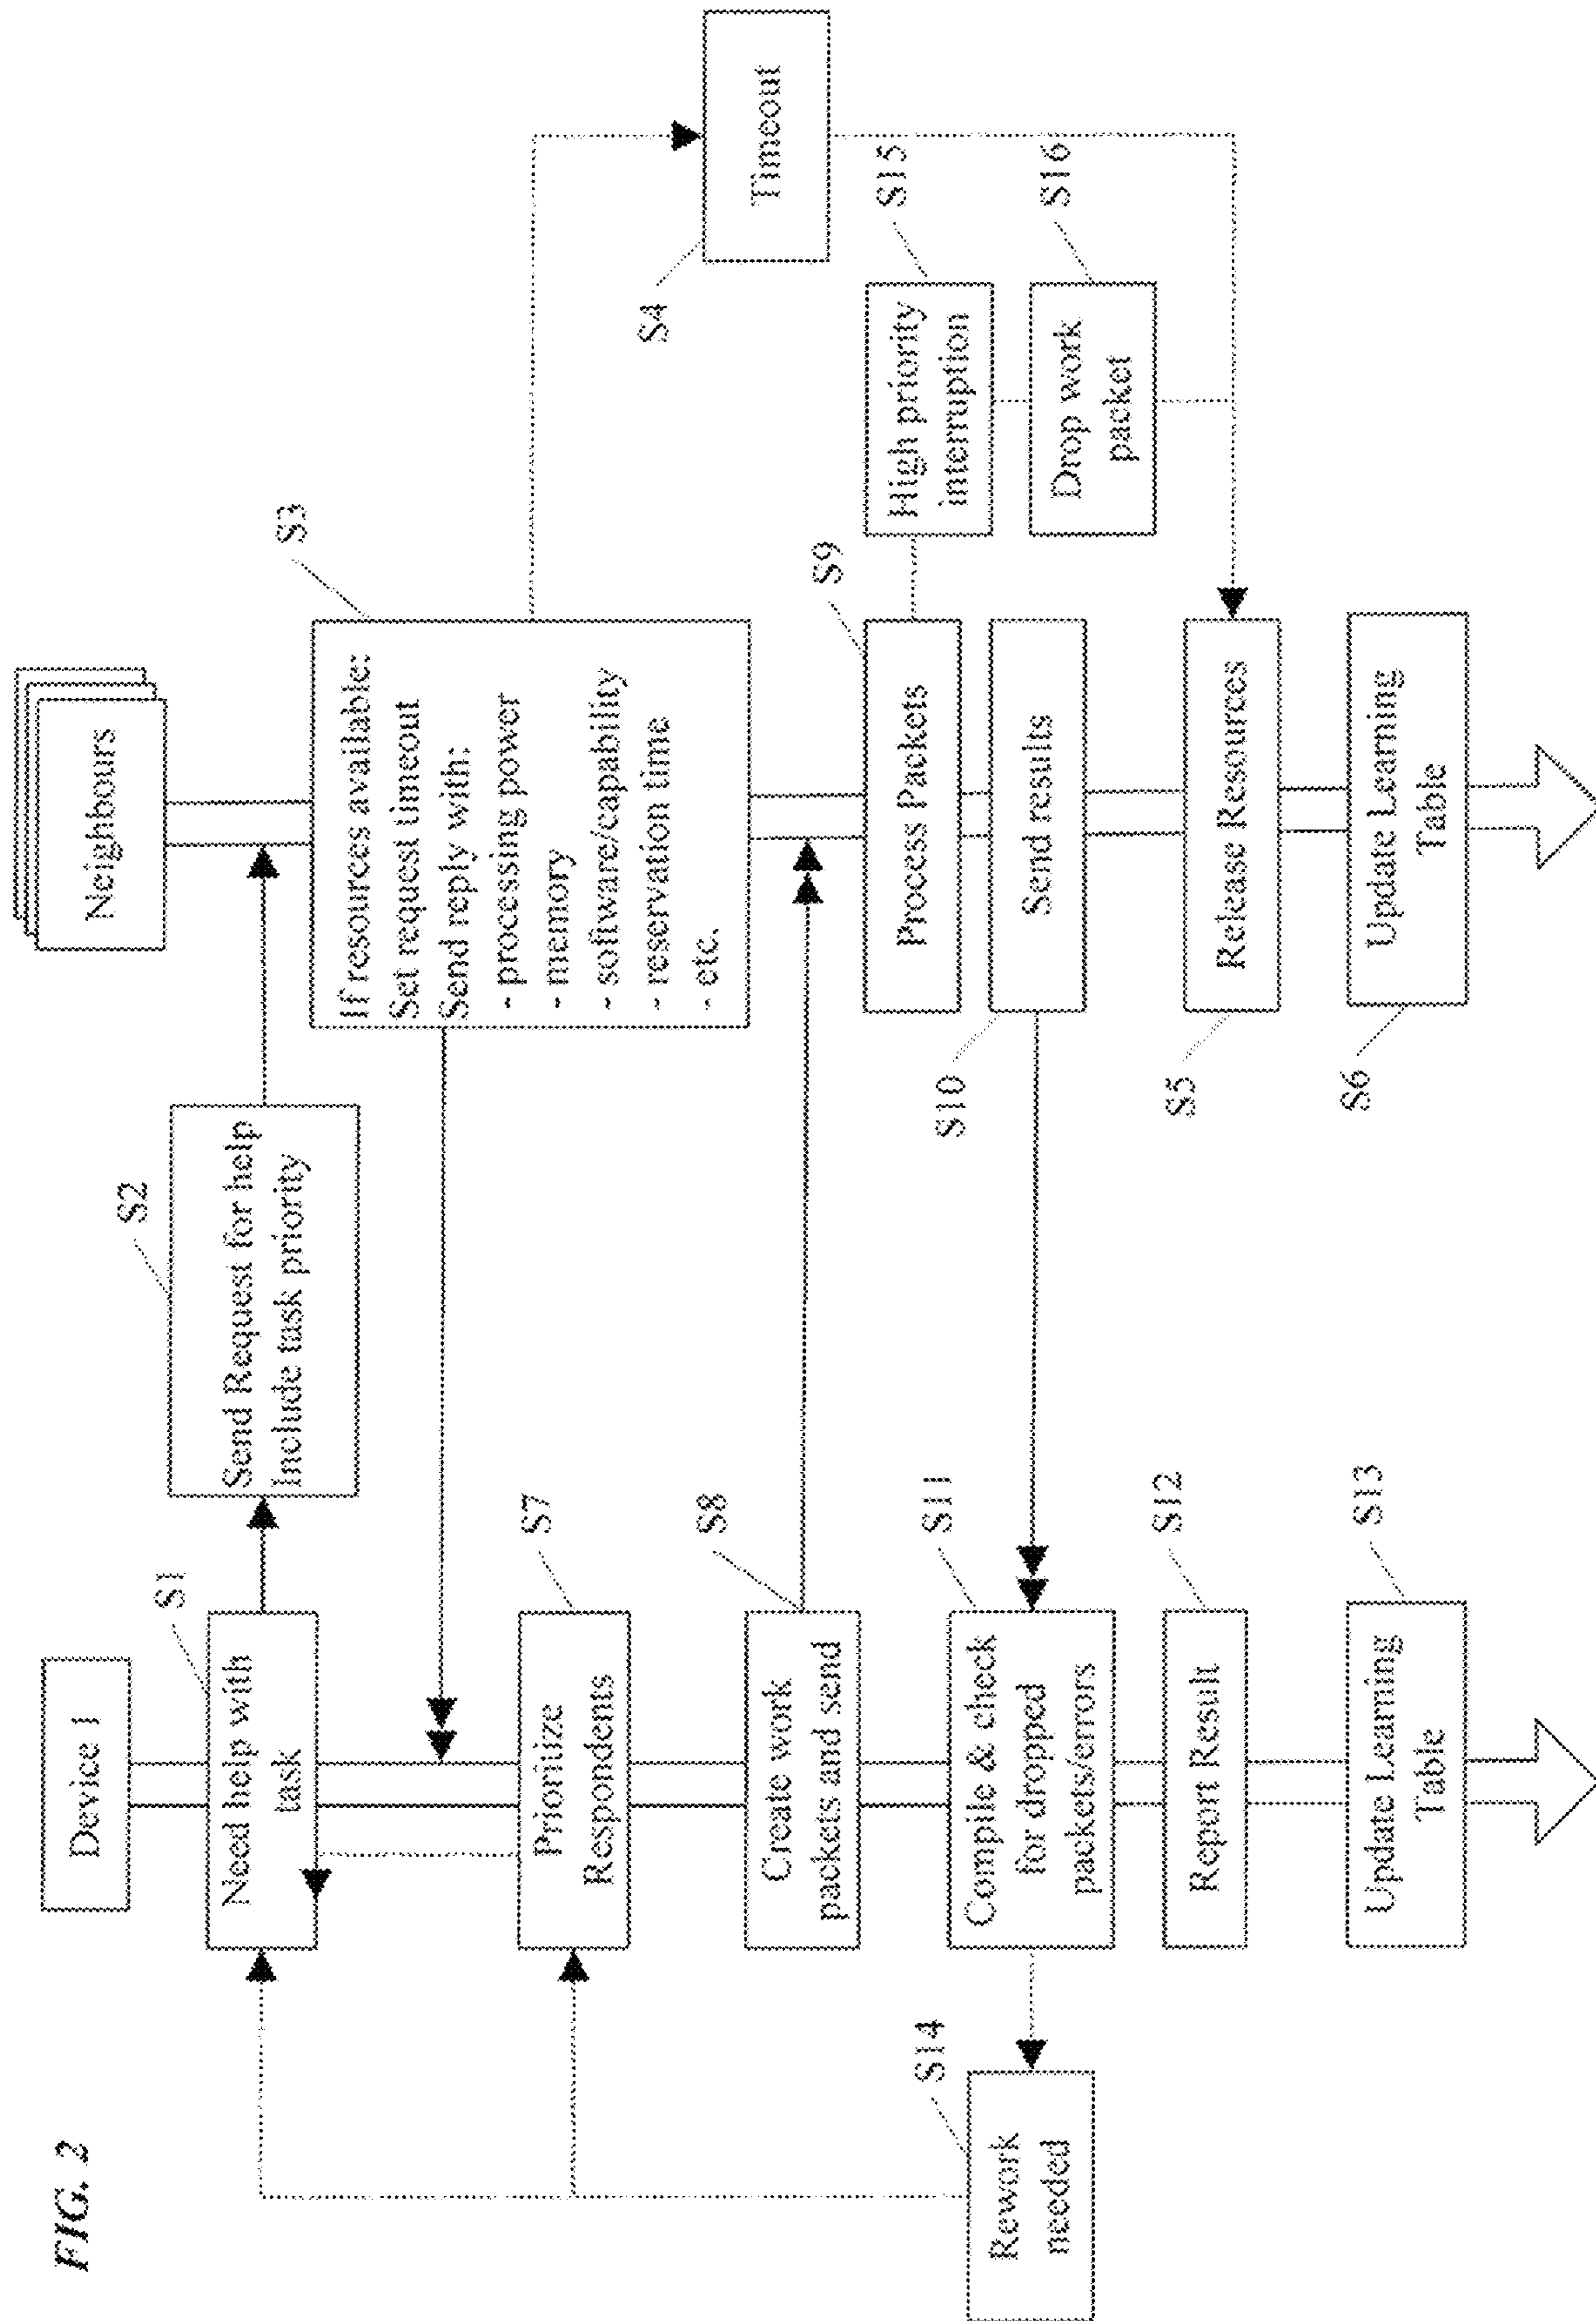 FIG. 2
Device 1
Neighbours
S1
Need help with
task
S2
Send Request for help
Include task priority
S3
If resources available:
Set request timeout
Send reply with:
- processing power
- memory
- software/capability
- reservation time
- etc.
S4
Timeout
S7
Prioritize
Respondents
S8
Create work
packets and send
S9
Process Packets
S15
High priority
interruption
S16
Drop work
packet
S10
Send results
S11
Compile & check
for dropped
packets/errors
S14
Rework
needed
S12
Report Result
S5
Release Resources
S13
Update Learning
Table
S6
Update Learning
Table